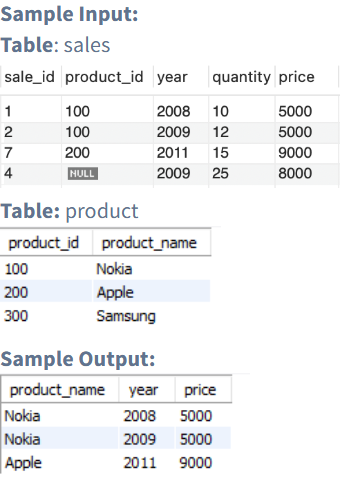 Sample Input:
Table: sales
sale_id product_id year quantity price
1 100 2008 10 5000
2 100 2009 12 5000
7 200 2011 15 9000
4 NULL 2009 25 8000
Table: product
product_id product_name
100 Nokia
200 Apple
300 Samsung
Sample Output:
product_name year price
Nokia 2008 5000
Nokia 2009 5000
Apple 2011 9000